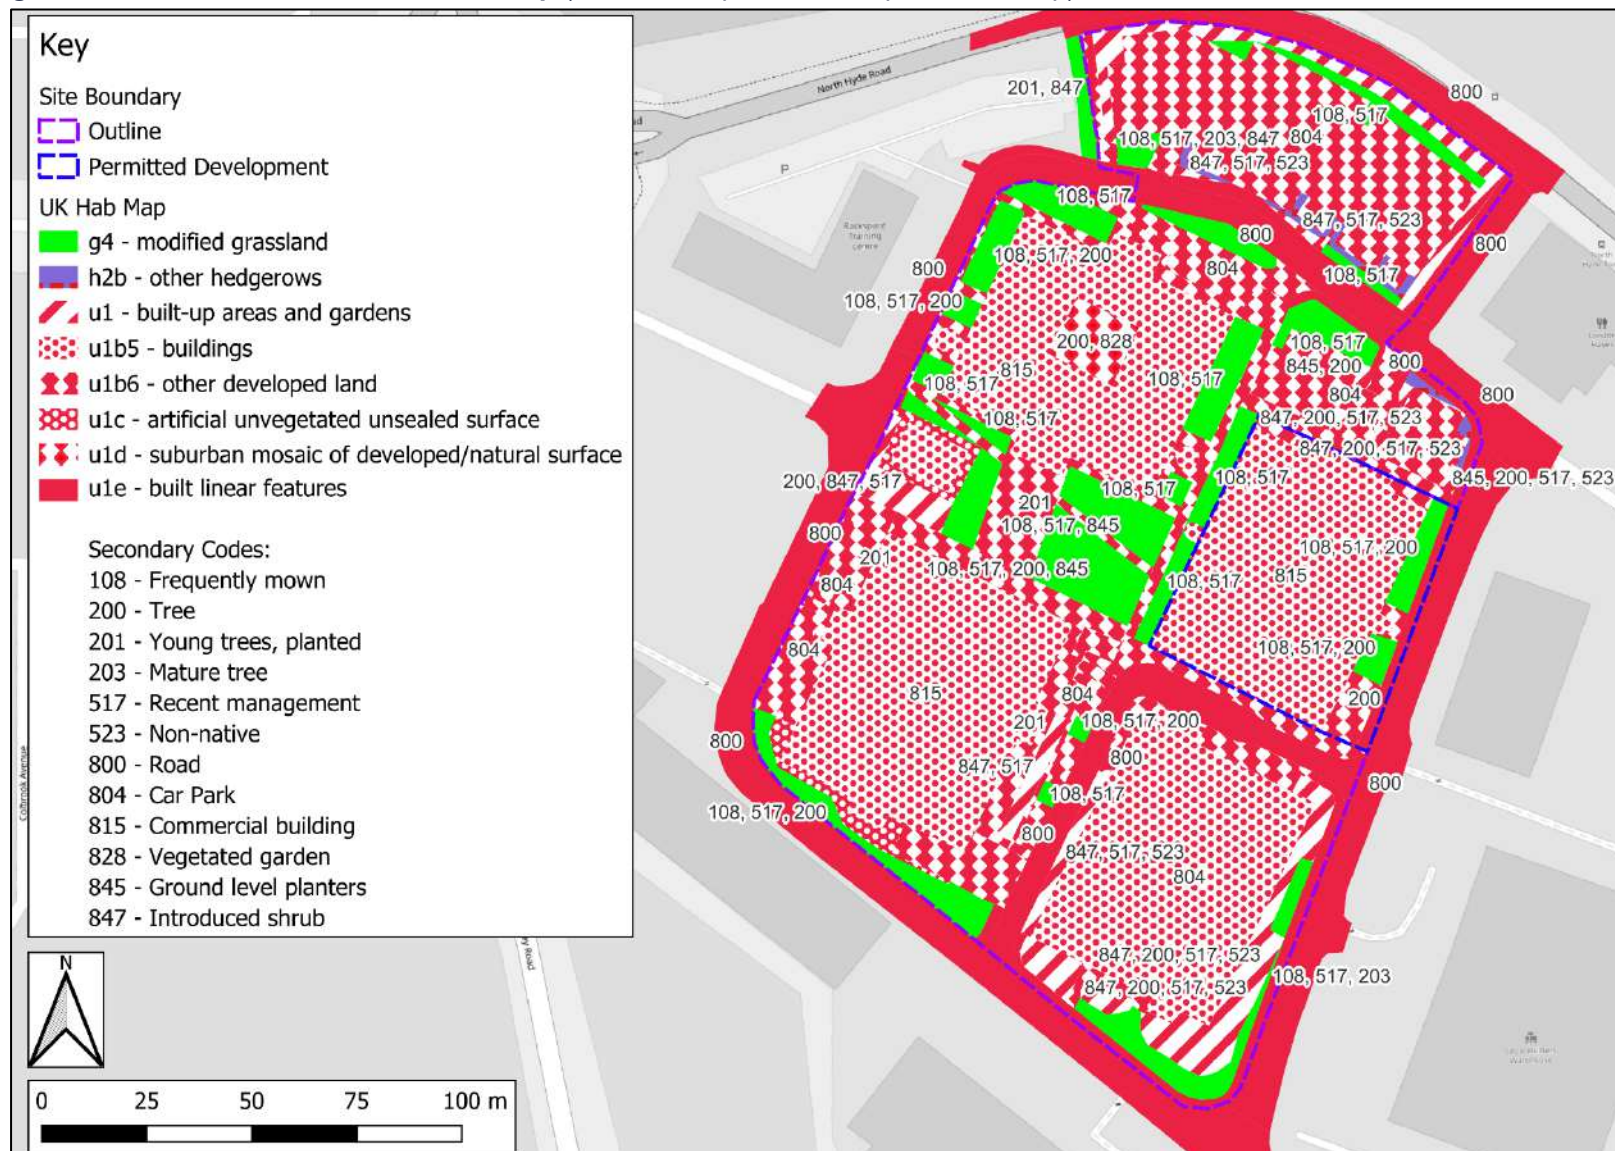 Key
Site Boundary
Outline
Permitted Development
UK Hab Map
g4 - modified grassland
h2b - other hedgerows
u1 - built-up areas and gardens
u1b5 - buildings
u1b6 - other developed land
u1c - artificial unvegetated unsealed surface
u1d - suburban mosaic of developed/natural surface
u1e - built linear features
Secondary Codes:
108 - Frequently mown
200 - Tree
201 - Young trees, planted
203 - Mature tree
517 - Recent management
523 - Non-native
800 - Road
804 - Car Park
815 - Commercial building
828 - Vegetated garden
845 - Ground level planters
847 - Introduced shrub
N
0 25 50 75 100 m
North Hyde Road
201, 847
800
108, 517
108, 517, 203, 847
804
847, 517, 523
P
108, 517
847, 517, 523
800
800
Training
Centre
108, 517, 200
800
804
108, 517
108, 517, 200
200, 828
108, 517
800
845, 200
815
108, 517
108, 517
804
800
108, 517
847, 200, 517, 523
847, 200, 517, 523
200, 847, 517
108, 517
108, 517
845, 200, 517, 523
201
108, 517, 845
800
201
108, 517, 200
108, 517, 200, 845
815
804
108, 517
804
108, 517, 200
815
804
200
201
108, 517, 200
800
800
847, 517
800
108, 517
108, 517, 200
800
847, 517, 523
804
847, 200, 517, 523
108, 517, 203
847, 200, 517, 523
Colbrook Avenue
Road